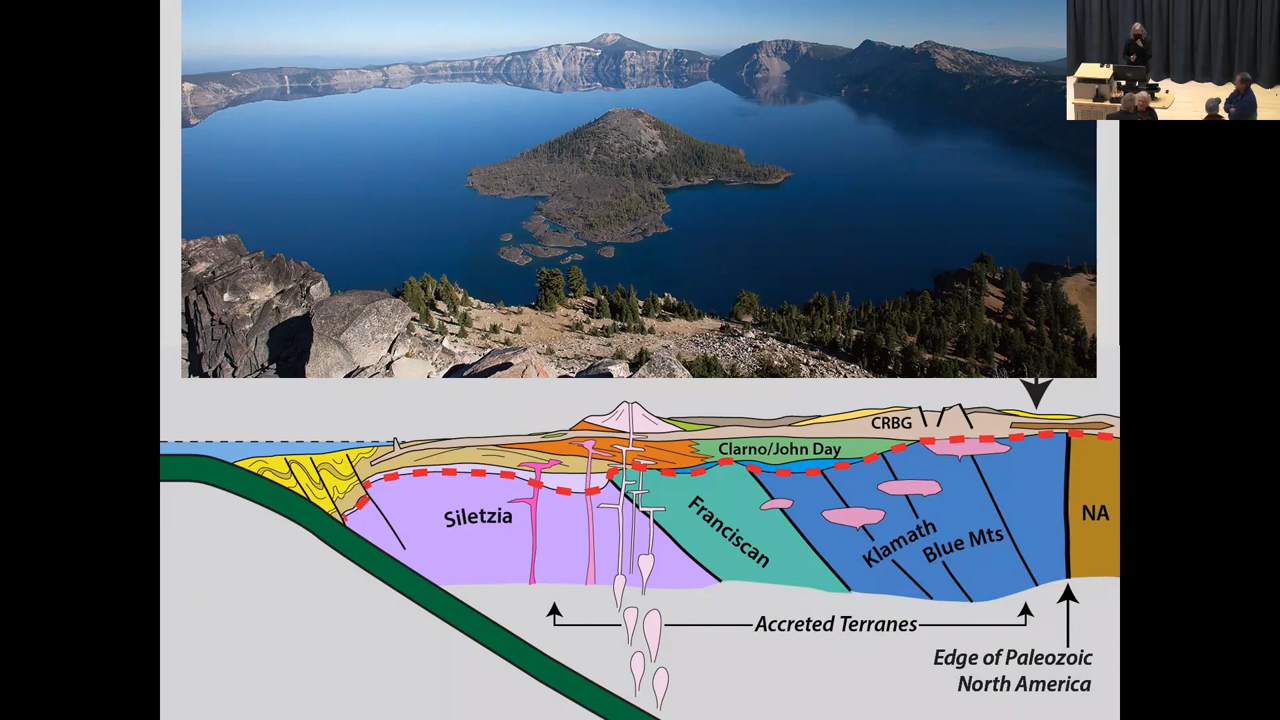 CRBG
Clarno/John Day
Siletzia
Franciscan
Klamath
Blue Mts
NA
Accreted Terranes
Edge of Paleozoic
North America